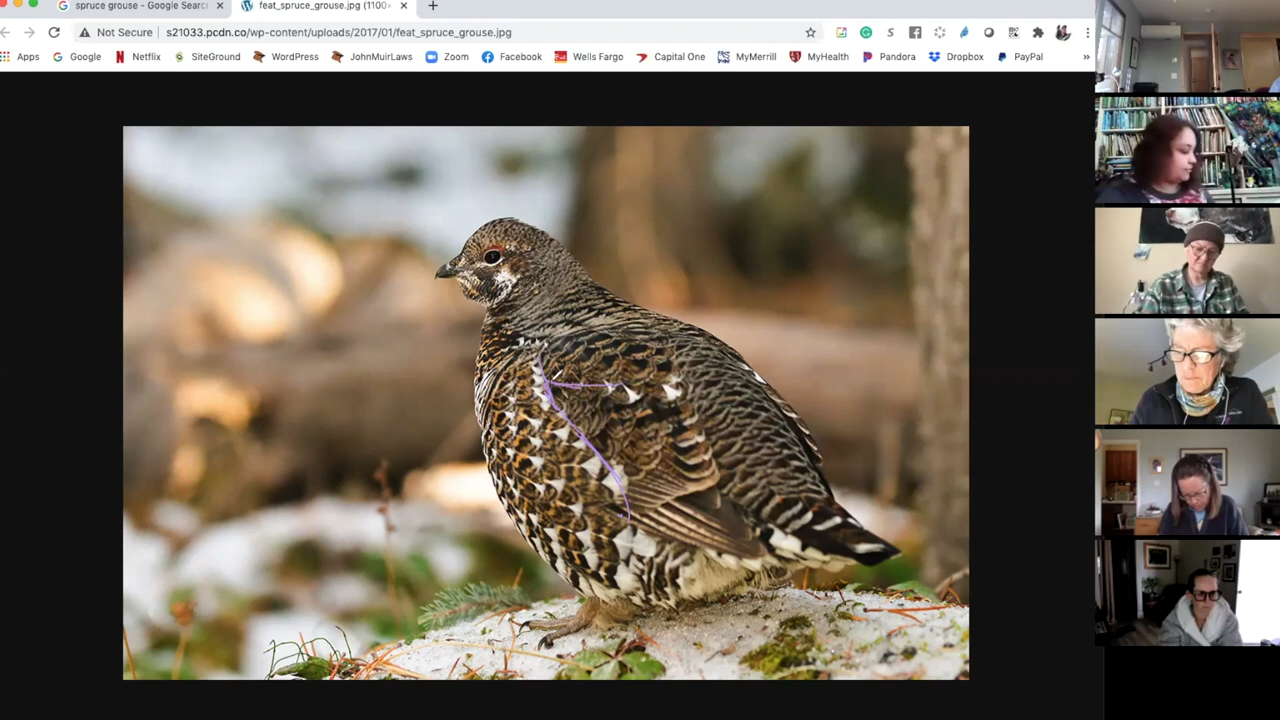 spruce grouse - Google Searc
feat_spruce_grouse.jpg (1100×
Not Secure
s21033.pcdn.co/wp-content/uploads/2017/01/feat_spruce_grouse.jpg
Apps Google Netflix SiteGround WordPress JohnMuirLaws Zoom Facebook Wells Fargo Capital One MyMerrill MyHealth Pandora Dropbox PayPal »